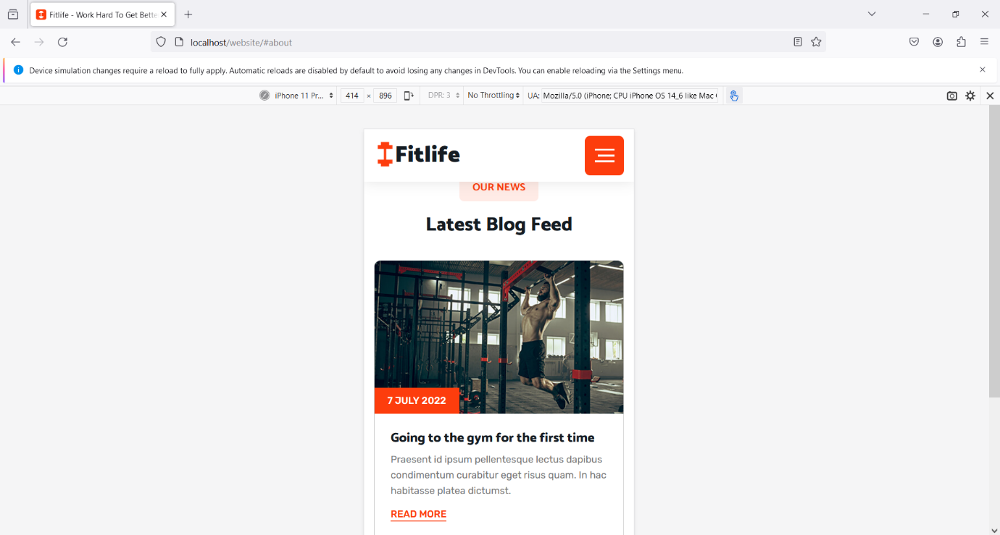 Fitlife - Work Hard To Get Bette
localhost/website/#about
Device simulation changes require a reload to fully apply. Automatic reloads are disabled by default to avoid losing any changes in DevTools. You can enable reloading via the Settings menu.
iPhone 11 Pr... 414 × 896 DPR: 3 No Throttling UA: Mozilla/5.0 (iPhone; CPU iPhone OS 14_6 like Mac
Fitlife
OUR NEWS
Latest Blog Feed
7 JULY 2022
Going to the gym for the first time
Praesent id ipsum pellentesque lectus dapibus
condimentum curabitur eget risus quam. In hac
habitasse platea dictumst.
READ MORE